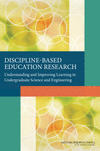 DISCIPLINE-BASED
EDUCATION RESEARCH
Understanding and Improving Learning in
Undergraduate Science and Engineering